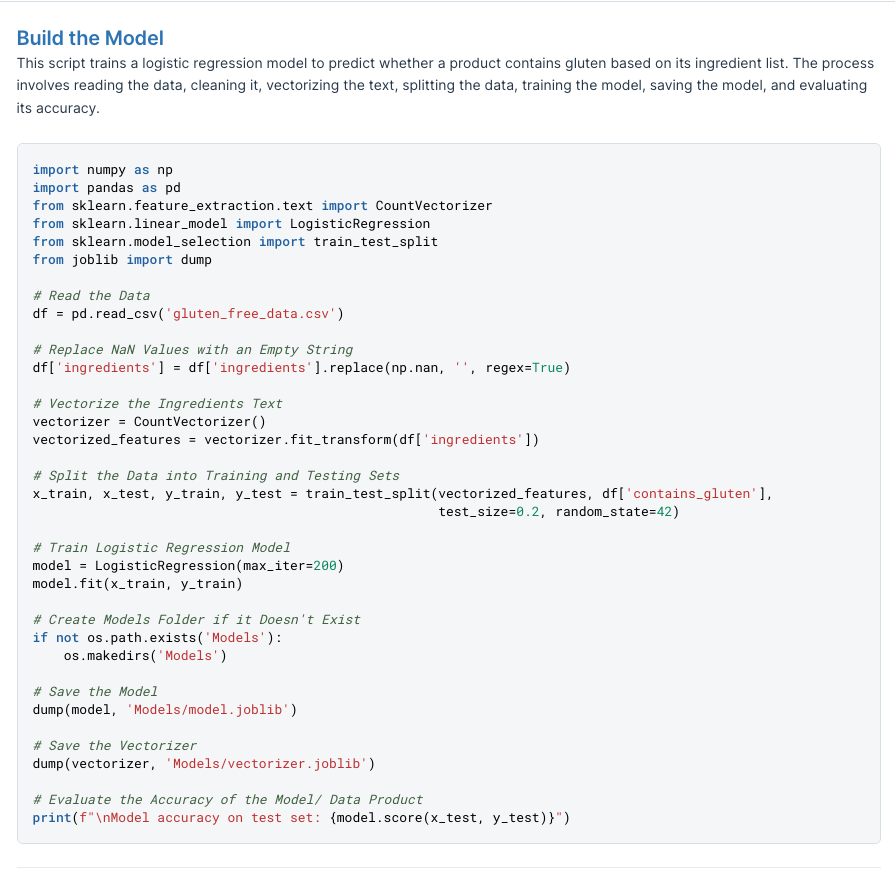 Build the Model
This script trains a logistic regression model to predict whether a product contains gluten based on its ingredient list. The process
involves reading the data, cleaning it, vectorizing the text, splitting the data, training the model, saving the model, and evaluating
its accuracy.
import numpy as np
import pandas as pd
from sklearn.feature_extraction.text import CountVectorizer
from sklearn.linear_model import LogisticRegression
from sklearn.model_selection import train_test_split
from joblib import dump
# Read the Data
df = pd.read_csv('gluten_free_data.csv')
# Replace NaN Values with an Empty String
df['ingredients'] = df['ingredients'].replace(np.nan, '', regex=True)
# Vectorize the Ingredients Text
vectorizer = CountVectorizer()
vectorized_features = vectorizer.fit_transform(df['ingredients'])
# Split the Data into Training and Testing Sets
x_train, x_test, y_train, y_test = train_test_split(vectorized_features, df['contains_gluten'],
                                                    test_size=0.2, random_state=42)
# Train Logistic Regression Model
model = LogisticRegression(max_iter=200)
model.fit(x_train, y_train)
# Create Models Folder if it Doesn't Exist
if not os.path.exists('Models'):
    os.makedirs('Models')
# Save the Model
dump(model, 'Models/model.joblib')
# Save the Vectorizer
dump(vectorizer, 'Models/vectorizer.joblib')
# Evaluate the Accuracy of the Model/ Data Product
print(f"\nModel accuracy on test set: {model.score(x_test, y_test)}")